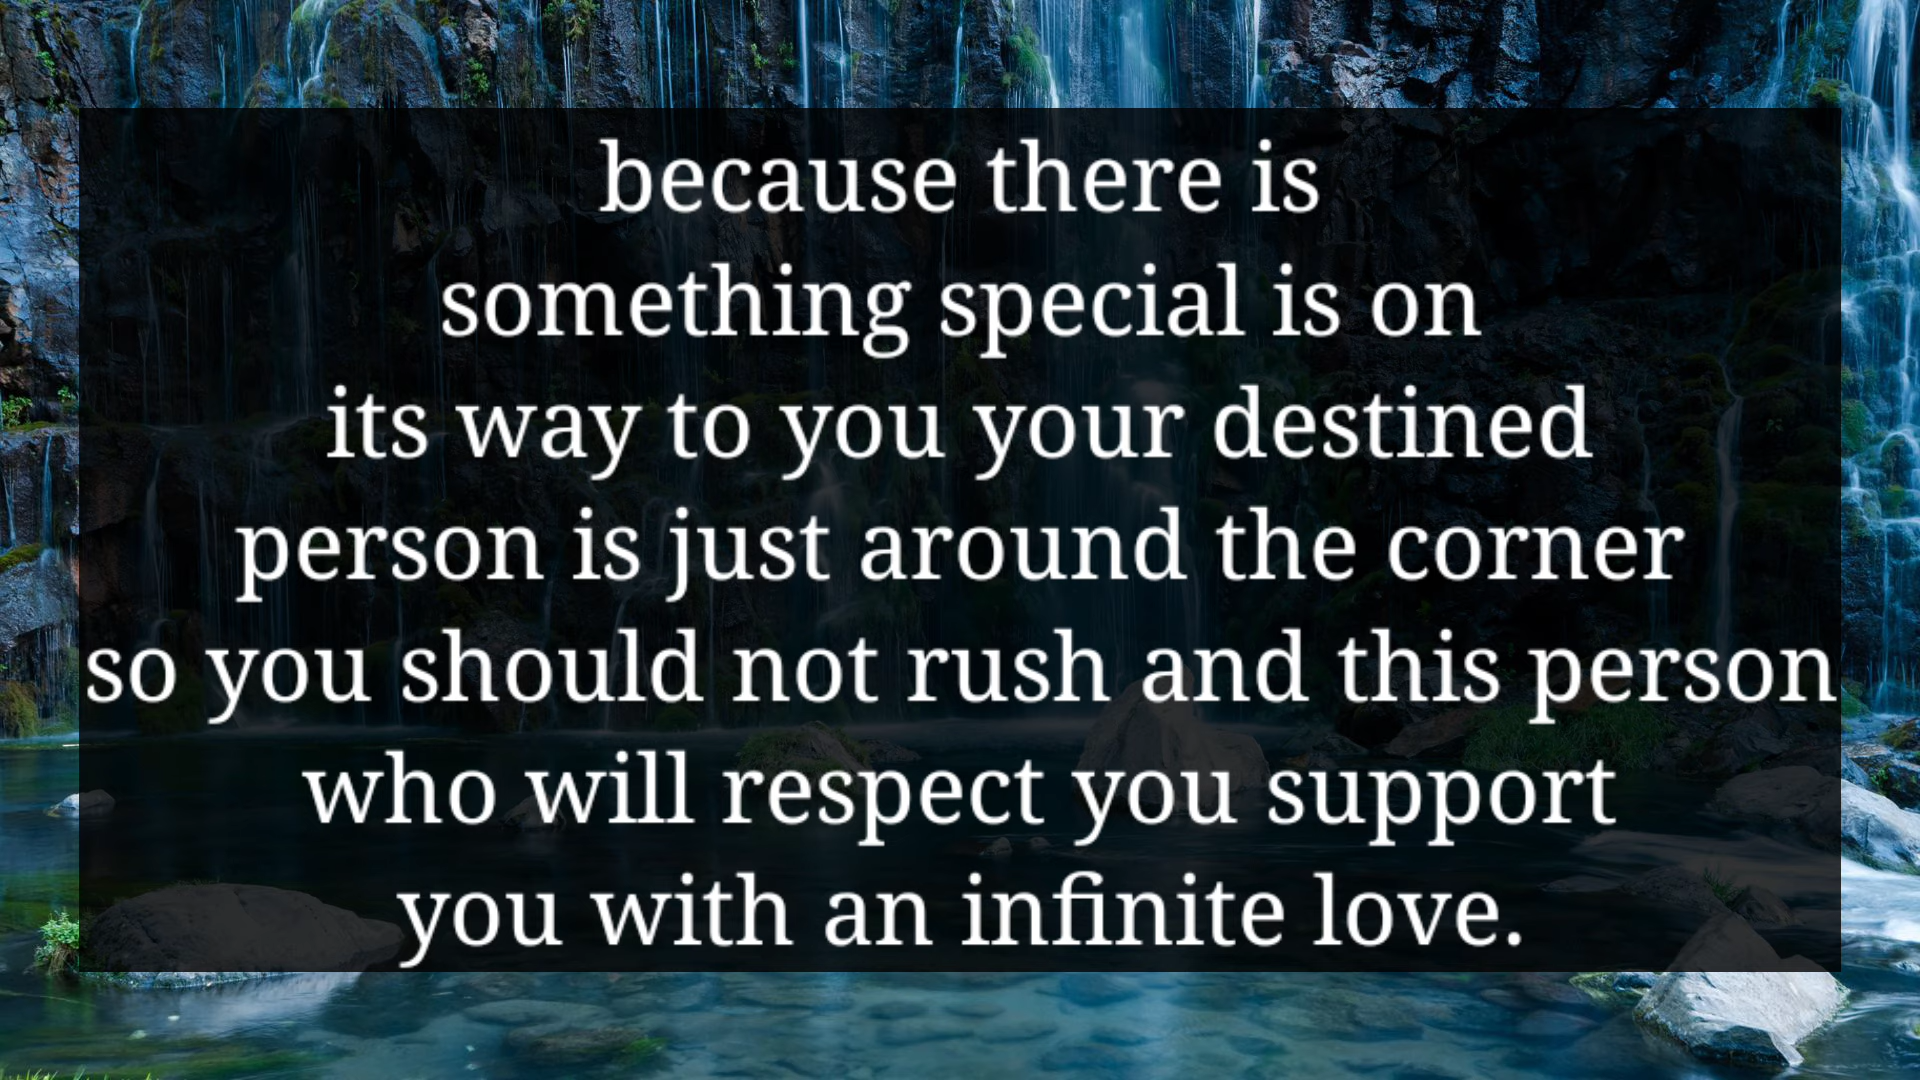 because there is
something special is on
its way to you your destined
person is just around the corner
so you should not rush and this person
who will respect you support
you with an infinite love.